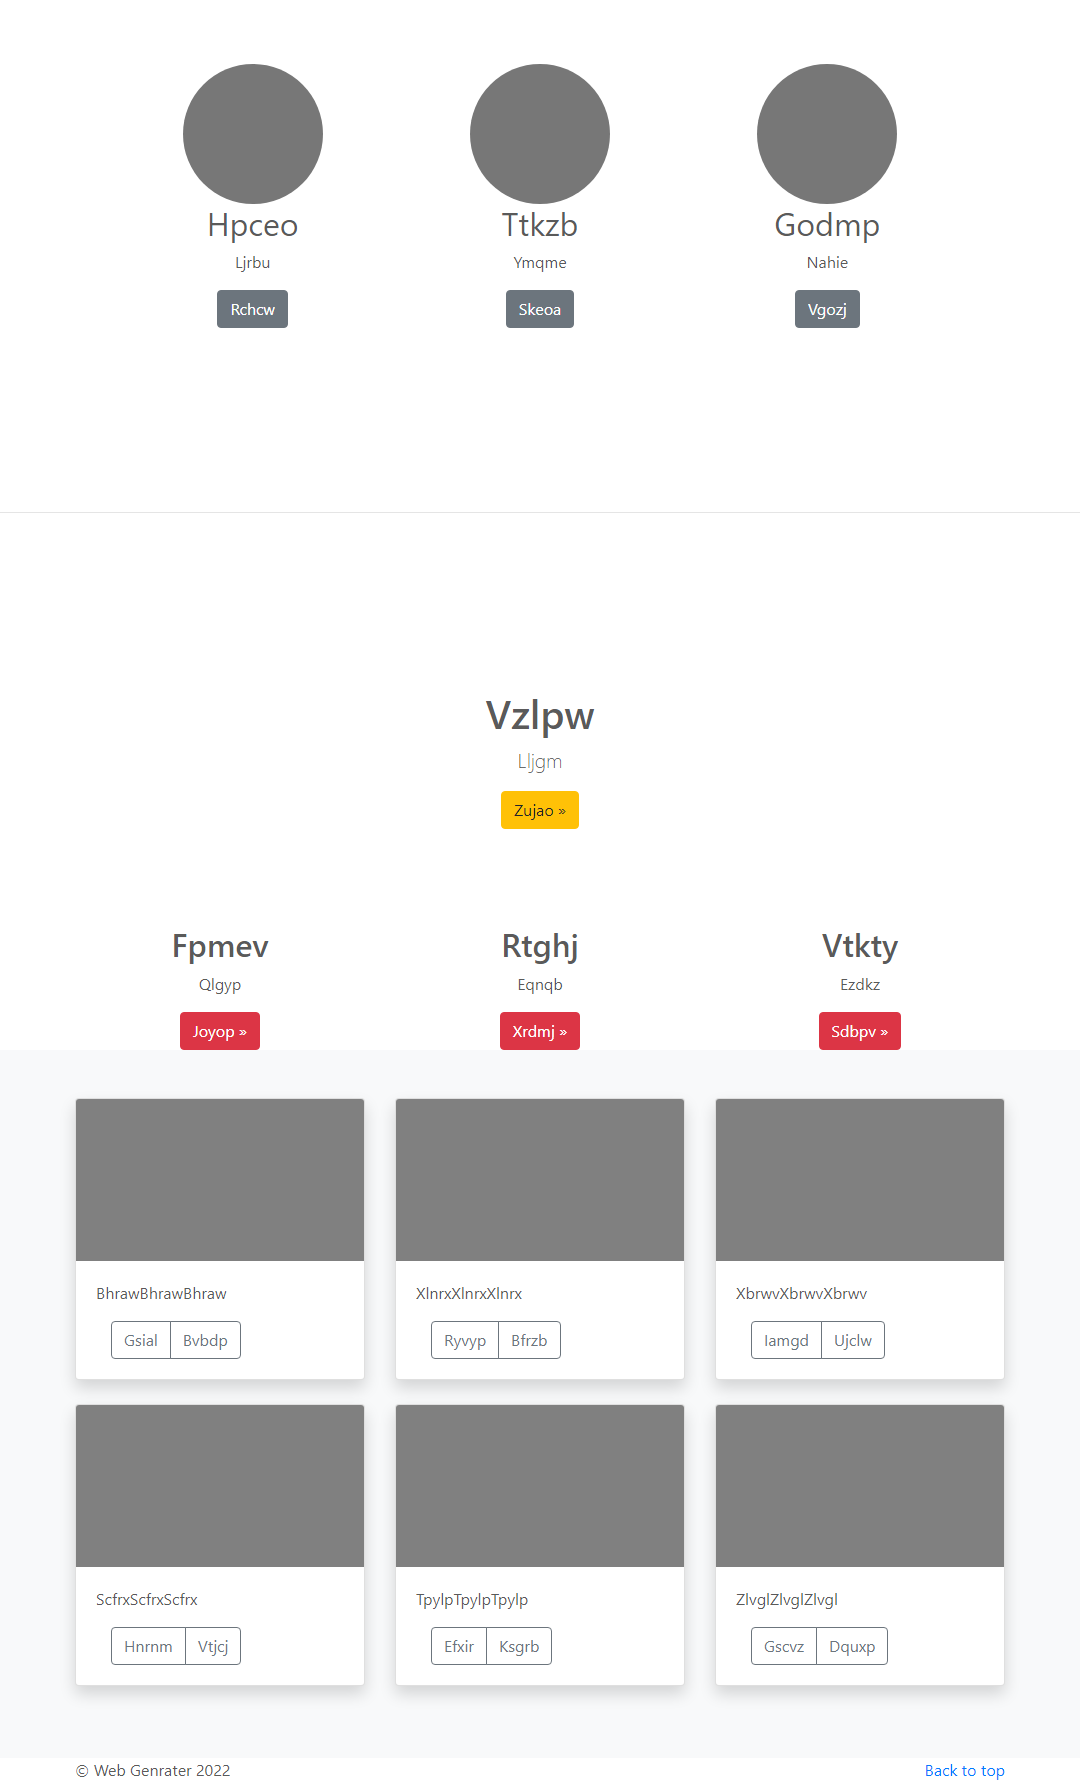 Hpceo
Ljrbu
Rchcw
Ttkzb
Ymqme
Skeoa
Godmp
Nahie
Vgozj
Vzlpw
Lljgm
Zujao »
Fpmev
Qlgyp
Joyop »
Rtghj
Eqnqb
Xrdmj »
Vtkty
Ezdkz
Sdbpv »
BhrawBhrawBhraw
Gsial Bvbdp
XlnrxXlnrxXlnrx
Ryvyp Bfrzb
XbrwvXbrwvXbrwv
Iamgd Ujclw
ScfrxScfrxScfrx
Hnrnm Vtjcj
TpylpTpylpTpylp
Efxir Ksgrb
ZlvglZlvglZlvgl
Gscvz Dquxp
© Web Genrater 2022
Back to top